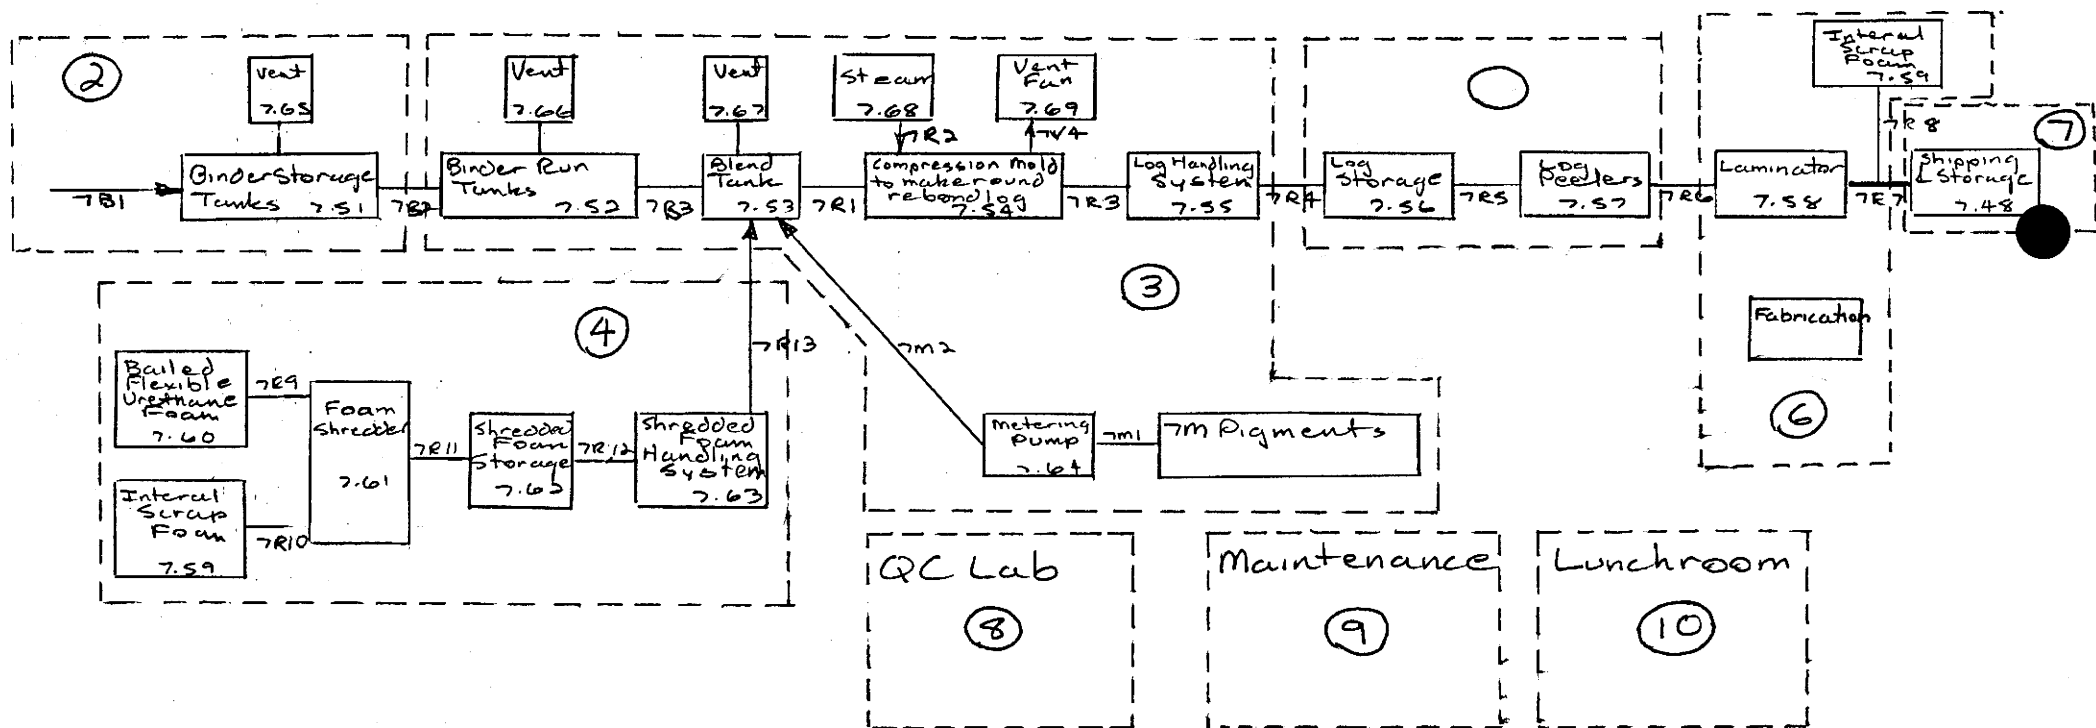 2
Vent
7.65
Binder Storage
Tanks 7.51
7B1
7B2
Vent
7.66
Binder Run
Tanks
7.52
7B3
Vent
7.67
Blend
Tank
7.53
7R1
Steam
7.68
7R2
Vent
Fan
7.69
7V4
Compression Mold
to make round
rebond log
7.54
7R3
Log Handling
System
7.55
7R4
3
Log
Storage
7.56
7R5
Log
Peelers
7.57
7R6
Interal
Scrap
Foam
7.59
7R8
Laminator
7.58
7R7
7
Shipping
& Storage
7.48
Fabrication
6
4
Bailed
Flexible
Urethane
Foam
7.60
7R9
Interal
Scrap
Foam
7.59
7R10
Foam
Shredder
7.61
7R11
Shredded
Foam
Storage
7.62
7R12
Shredded
Foam
Handling
System
7.63
7R13
7M2
Metering
Pump
7.64
7M1
7M Pigments
QC Lab
8
Maintenance
9
Lunchroom
10